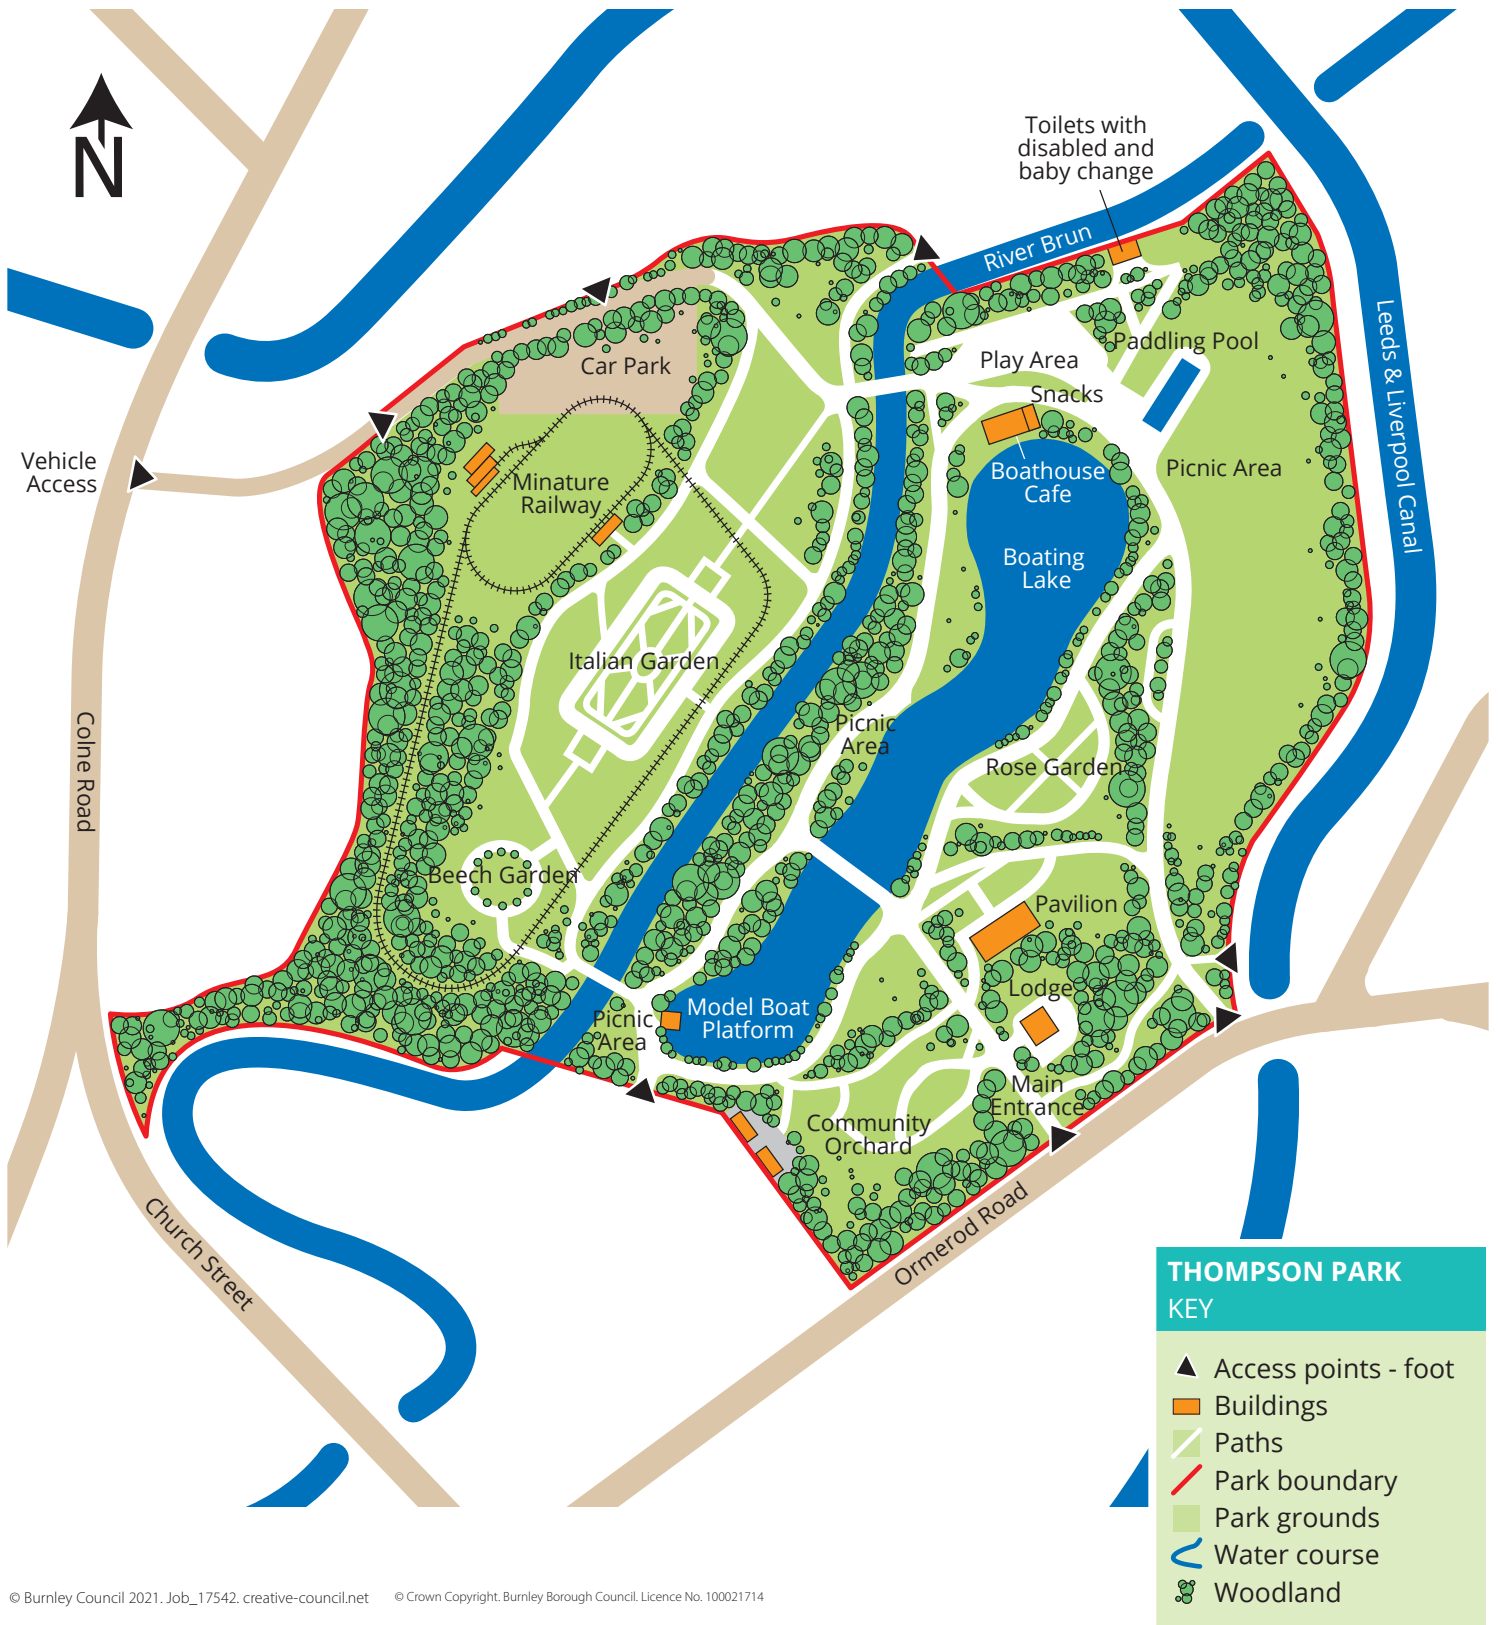 N
Toilets with
disabled and
baby change
River Brun
Leeds & Liverpool Canal
Paddling Pool
Play Area
Snacks
Car Park
Vehicle
Access
Minature
Railway
Boathouse
Cafe
Picnic Area
Boating
Lake
Italian Garden
Picnic
Area
Rose Garden
Colne Road
Beech Garden
Pavilion
Lodge
Model Boat
Platform
Picnic
Area
Main
Entrance
Community
Orchard
Ormerod Road
Church Street
THOMPSON PARK
KEY
Access points - foot
Buildings
Paths
Park boundary
Park grounds
Water course
Woodland
© Burnley Council 2021. Job_17542. creative-council.net
© Crown Copyright. Burnley Borough Council. Licence No. 100021714